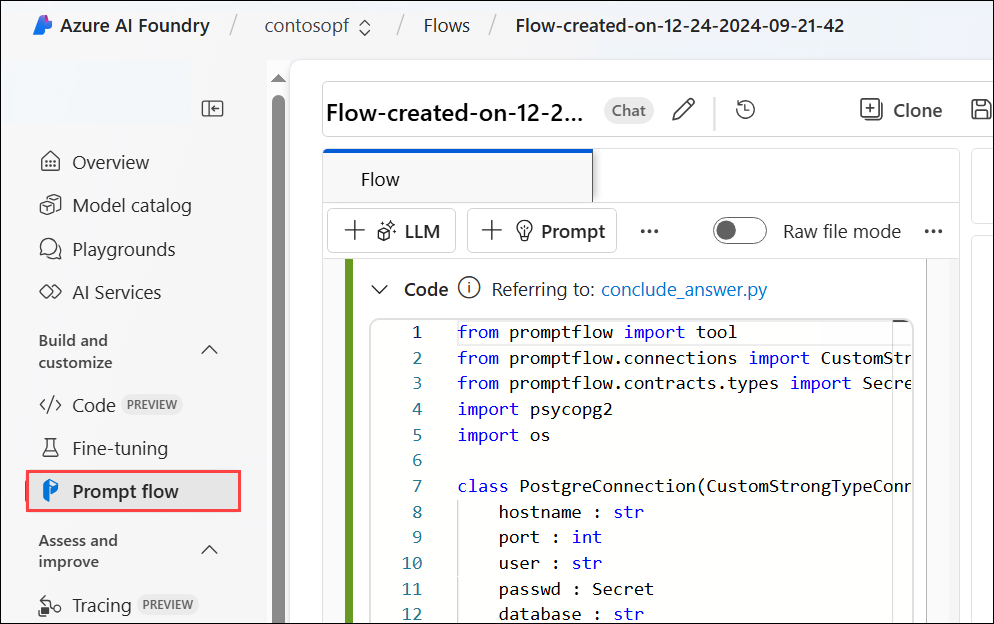 Azure AI Foundry / contosopf / Flows / Flow-created-on-12-24-2024-09-21-42
Overview
Model catalog
Playgrounds
AI Services
Build and
customize
Code PREVIEW
Fine-tuning
Prompt flow
Assess and
improve
Tracing PREVIEW
Flow-created-on-12-2... Chat Clone
Flow
+ LLM + Prompt ... Raw file mode ...
Code Referring to: conclude_answer.py
1 from promptflow import tool
2 from promptflow.connections import CustomStr
3 from promptflow.contracts.types import Secre
4 import psycopg2
5 import os
6
7 class PostgreConnection(CustomStrongTypeConn
8 hostname : str
9 port : int
10 user : str
11 passwd : Secret
12 database : str